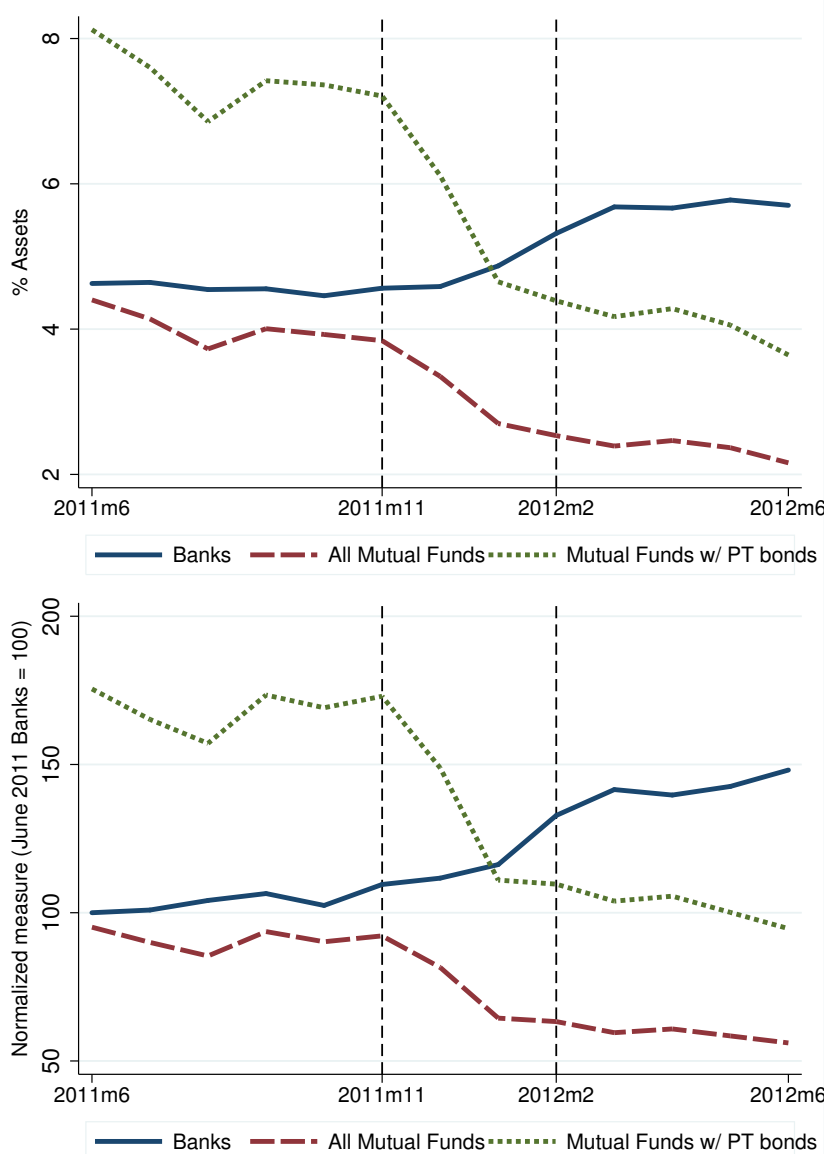 8
6
4
2
% Assets
2011m6 2011m11 2012m2 2012m6
Banks All Mutual Funds Mutual Funds w/ PT bonds
200
150
100
50
Normalized measure (June 2011 Banks = 100)
2011m6 2011m11 2012m2 2012m6
Banks All Mutual Funds Mutual Funds w/ PT bonds